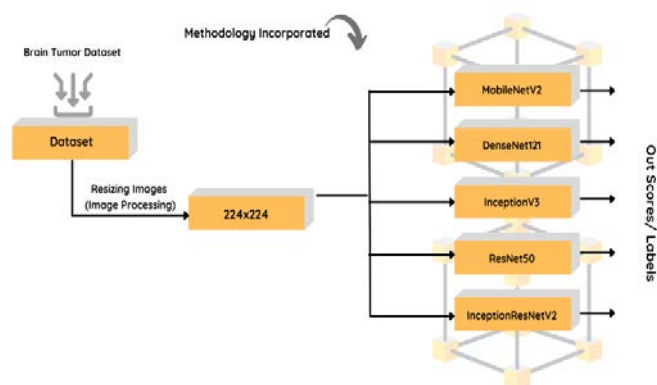 Methodology Incorporated
Brain Tumor Dataset
Dataset
Resizing Images
(Image Processing)
224x224
MobileNetV2
DenseNet121
InceptionV3
ResNet50
InceptionResNetV2
Out Scores/ Labels